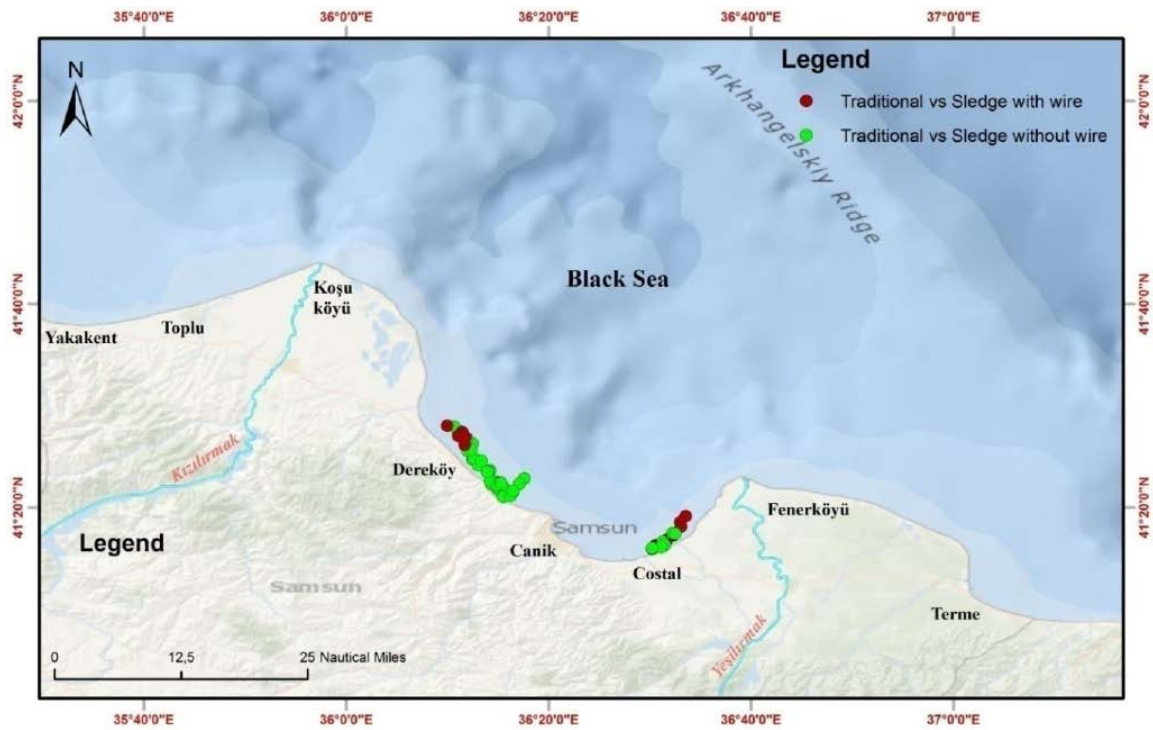 35°40'0"E 36°0'0"E 36°20'0"E 36°40'0"E 37°0'0"E
N
Legend
Traditional vs Sledge with wire
Traditional vs Sledge without wire
Arkhangelskiy Ridge
42°0'0"N
42°0'0"N
Black Sea
Koşu
köyü
41°40'0"N
41°40'0"N
Toplu
Yakakent
Kızılırmak
Dereköy
41°20'0"N
41°20'0"N
Fenerköyü
Samsun
Legend
Canik
Costal
Samsun
Terme
Yeşilırmak
0 12,5 25 Nautical Miles
35°40'0"E 36°0'0"E 36°20'0"E 36°40'0"E 37°0'0"E